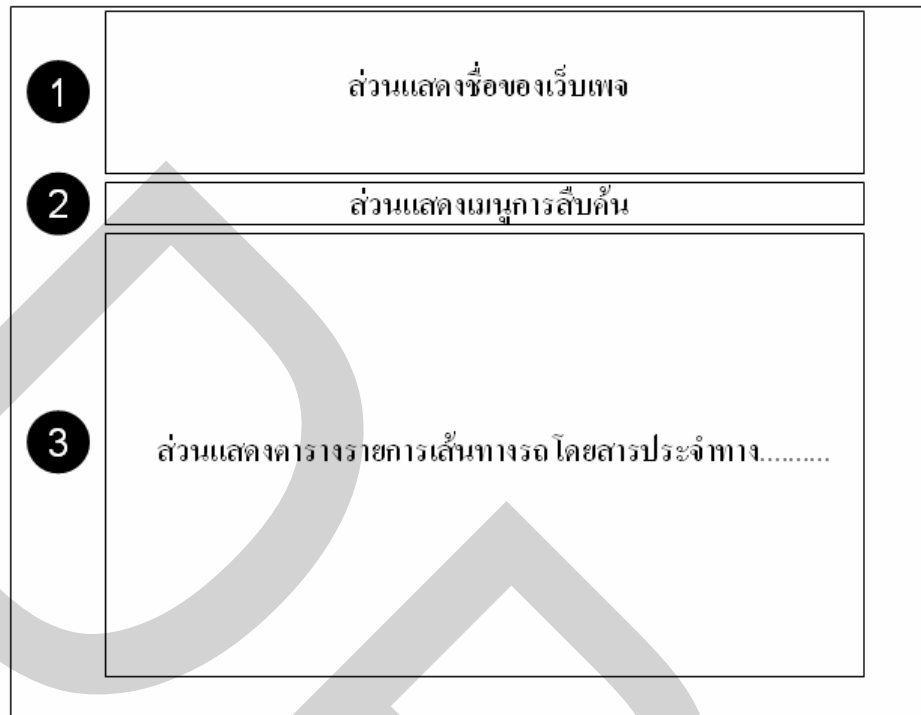 1
ส่วนแสดงชื่อของเว็บเพจ
2
ส่วนแสดงเมนูการสืบค้น
3
ส่วนแสดงตารางรายการเส้นทางรถโดยสารประจำทาง..........